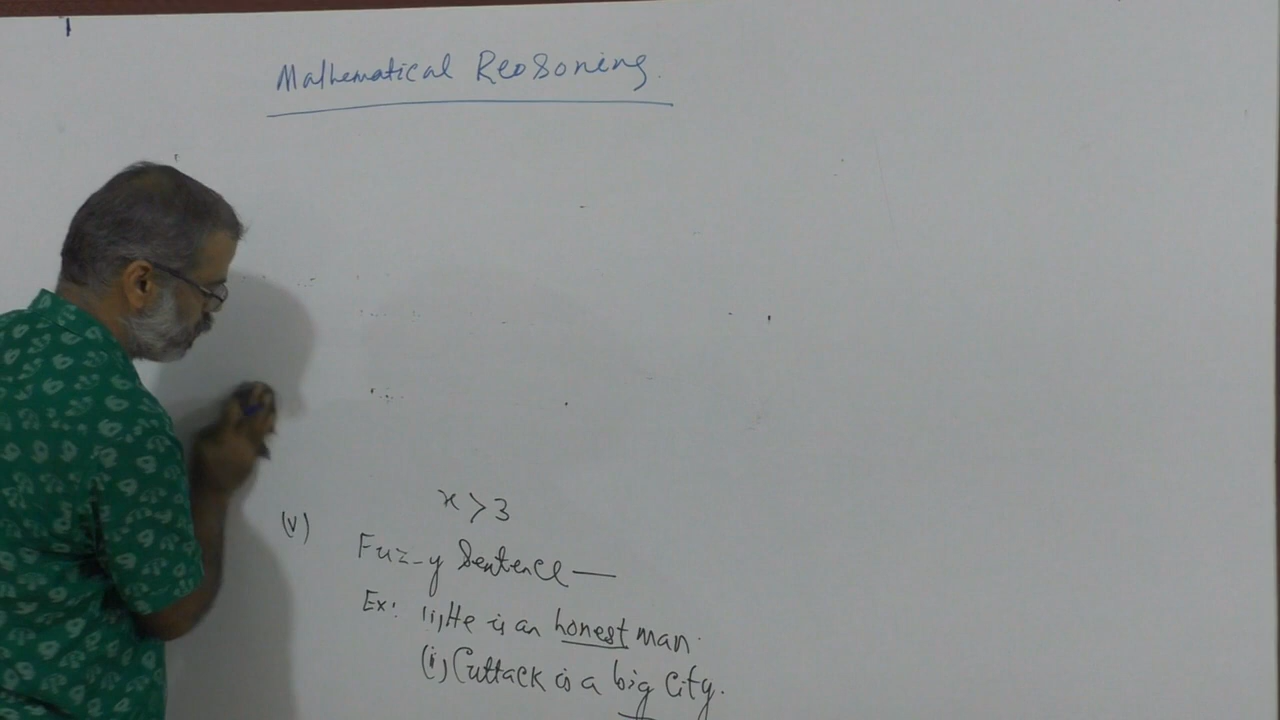 Mathematical Reasoning.
x > 3
(v) Fuz-y Sentence —
Ex: (ii) He is an honest man.
(i) Cuttack is a big City.